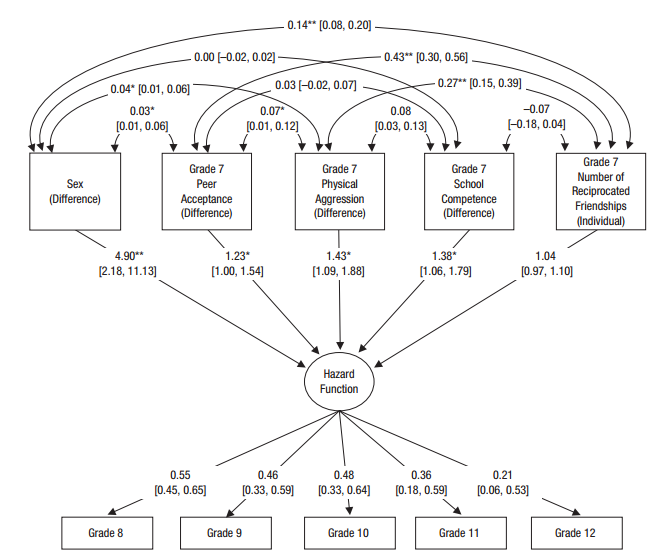 0.14** [0.08, 0.20]
0.00 [–0.02, 0.02]
0.43** [0.30, 0.56]
0.04* [0.01, 0.06]
0.03 [–0.02, 0.07]
0.27** [0.15, 0.39]
0.03*
[0.01, 0.06]
0.07*
[0.01, 0.12]
0.08
[0.03, 0.13]
–0.07
[–0.18, 0.04]
Sex
(Difference)
Grade 7
Peer
Acceptance
(Difference)
Grade 7
Physical
Aggression
(Difference)
Grade 7
School
Competence
(Difference)
Grade 7
Number of
Reciprocated
Friendships
(Individual)
4.90**
[2.18, 11.13]
1.23*
[1.00, 1.54]
1.43*
[1.09, 1.88]
1.38*
[1.06, 1.79]
1.04
[0.97, 1.10]
Hazard
Function
0.55
[0.45, 0.65]
0.46
[0.33, 0.59]
0.48
[0.33, 0.64]
0.36
[0.18, 0.59]
0.21
[0.06, 0.53]
Grade 8
Grade 9
Grade 10
Grade 11
Grade 12